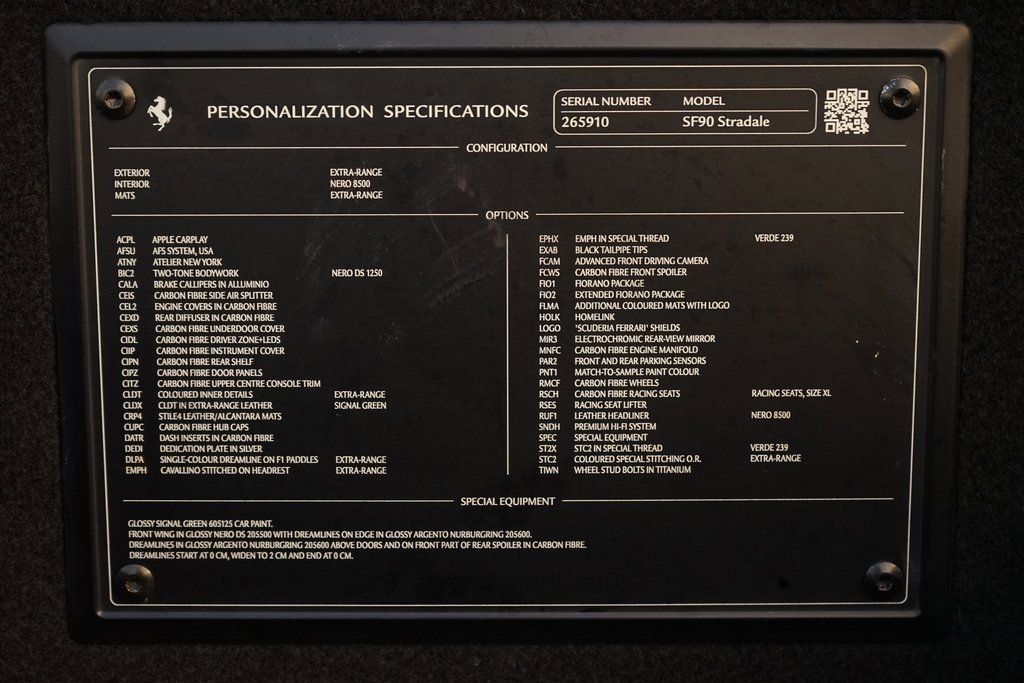 PERSONALIZATION SPECIFICATIONS
SERIAL NUMBER MODEL
265910 SF90 Stradale
CONFIGURATION
EXTERIOR EXTRA-RANGE
INTERIOR NERO 8500
MATS EXTRA-RANGE
OPTIONS
ACPL APPLE CARPLAY
AFSU AFS SYSTEM, USA
ATNY ATELIER NEW YORK
BIC2 TWO-TONE BODYWORK NERO DS 1250
CALA BRAKE CALLIPERS IN ALLUMINIO
CEIS CARBON FIBRE SIDE AIR SPLITTER
CEL2 ENGINE COVERS IN CARBON FIBRE
CEXD REAR DIFFUSER IN CARBON FIBRE
CEXS CARBON FIBRE UNDERDOOR COVER
CIDL CARBON FIBRE DRIVER ZONE+LEDS
CIIP CARBON FIBRE INSTRUMENT COVER
CIPN CARBON FIBRE REAR SHELF
CIPZ CARBON FIBRE DOOR PANELS
CITZ CARBON FIBRE UPPER CENTRE CONSOLE TRIM
CLDT COLOURED INNER DETAILS EXTRA-RANGE
CLDX CLDT IN EXTRA-RANGE LEATHER SIGNAL GREEN
CRP4 STILE4 LEATHER/ALCANTARA MATS
CUPC CARBON FIBRE HUB CAPS
DATR DASH INSERTS IN CARBON FIBRE
DEDI DEDICATION PLATE IN SILVER
DLPA SINGLE-COLOUR DREAMLINE ON F1 PADDLES EXTRA-RANGE
EMPH CAVALLINO STITCHED ON HEADREST EXTRA-RANGE
EPHX EMPH IN SPECIAL THREAD VERDE 239
EXAB BLACK TAILPIPE TIPS
FCAM ADVANCED FRONT DRIVING CAMERA
FCWS CARBON FIBRE FRONT SPOILER
FIO1 FIORANO PACKAGE
FIO2 EXTENDED FIORANO PACKAGE
FLMA ADDITIONAL COLOURED MATS WITH LOGO
HOLK HOMELINK
LOGO 'SCUDERIA FERRARI' SHIELDS
MIR3 ELECTROCHROMIC REAR-VIEW MIRROR
MNFC CARBON FIBRE ENGINE MANIFOLD
PAR2 FRONT AND REAR PARKING SENSORS
PNT1 MATCH-TO-SAMPLE PAINT COLOUR
RMCF CARBON FIBRE WHEELS
RSCH CARBON FIBRE RACING SEATS RACING SEATS, SIZE XL
RSES RACING SEAT LIFTER
RUF1 LEATHER HEADLINER NERO 8500
SNDH PREMIUM HI-FI SYSTEM
SPEC SPECIAL EQUIPMENT
ST2X STC2 IN SPECIAL THREAD VERDE 239
STC2 COLOURED SPECIAL STITCHING O.R. EXTRA-RANGE
TIWN WHEEL STUD BOLTS IN TITANIUM
SPECIAL EQUIPMENT
GLOSSY SIGNAL GREEN 605125 CAR PAINT.
FRONT WING IN GLOSSY NERO DS 205500 WITH DREAMLINES ON EDGE IN GLOSSY ARGENTO NURBURGRING 205600.
DREAMLINES IN GLOSSY ARGENTO NURBURGRING 205600 ABOVE DOORS AND ON FRONT PART OF REAR SPOILER IN CARBON FIBRE.
DREAMLINES START AT 0 CM, WIDEN TO 2 CM AND END AT 0 CM.